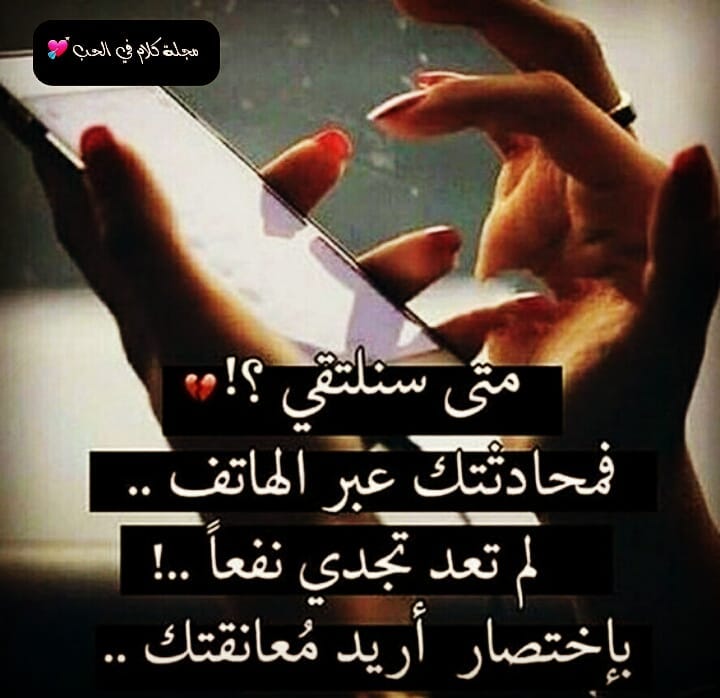 مجلة كلام في الحب 💘
متى سنلتقي ؟! 💔
فمحادثتك عبر الهاتف ..
لم تعد تجدي نفعاً ..!
بإختصار أريد مُعانقتك ..